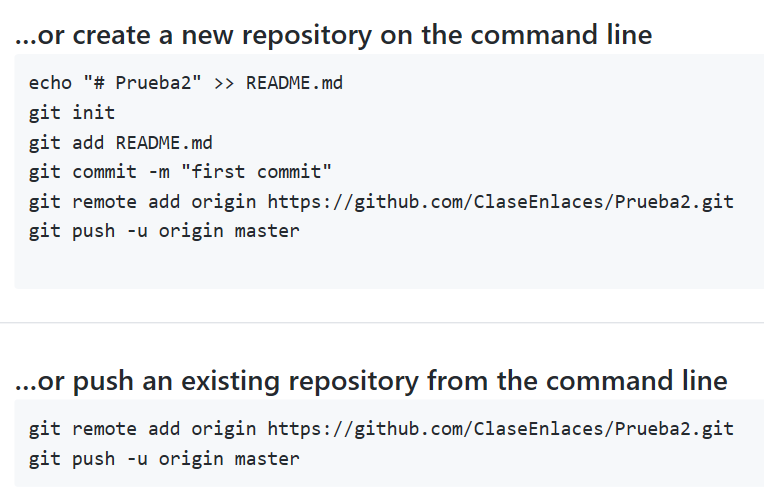 ...or create a new repository on the command line
echo "# Prueba2" >> README.md
git init
git add README.md
git commit -m "first commit"
git remote add origin https://github.com/ClaseEnlaces/Prueba2.git
git push -u origin master
...or push an existing repository from the command line
git remote add origin https://github.com/ClaseEnlaces/Prueba2.git
git push -u origin master